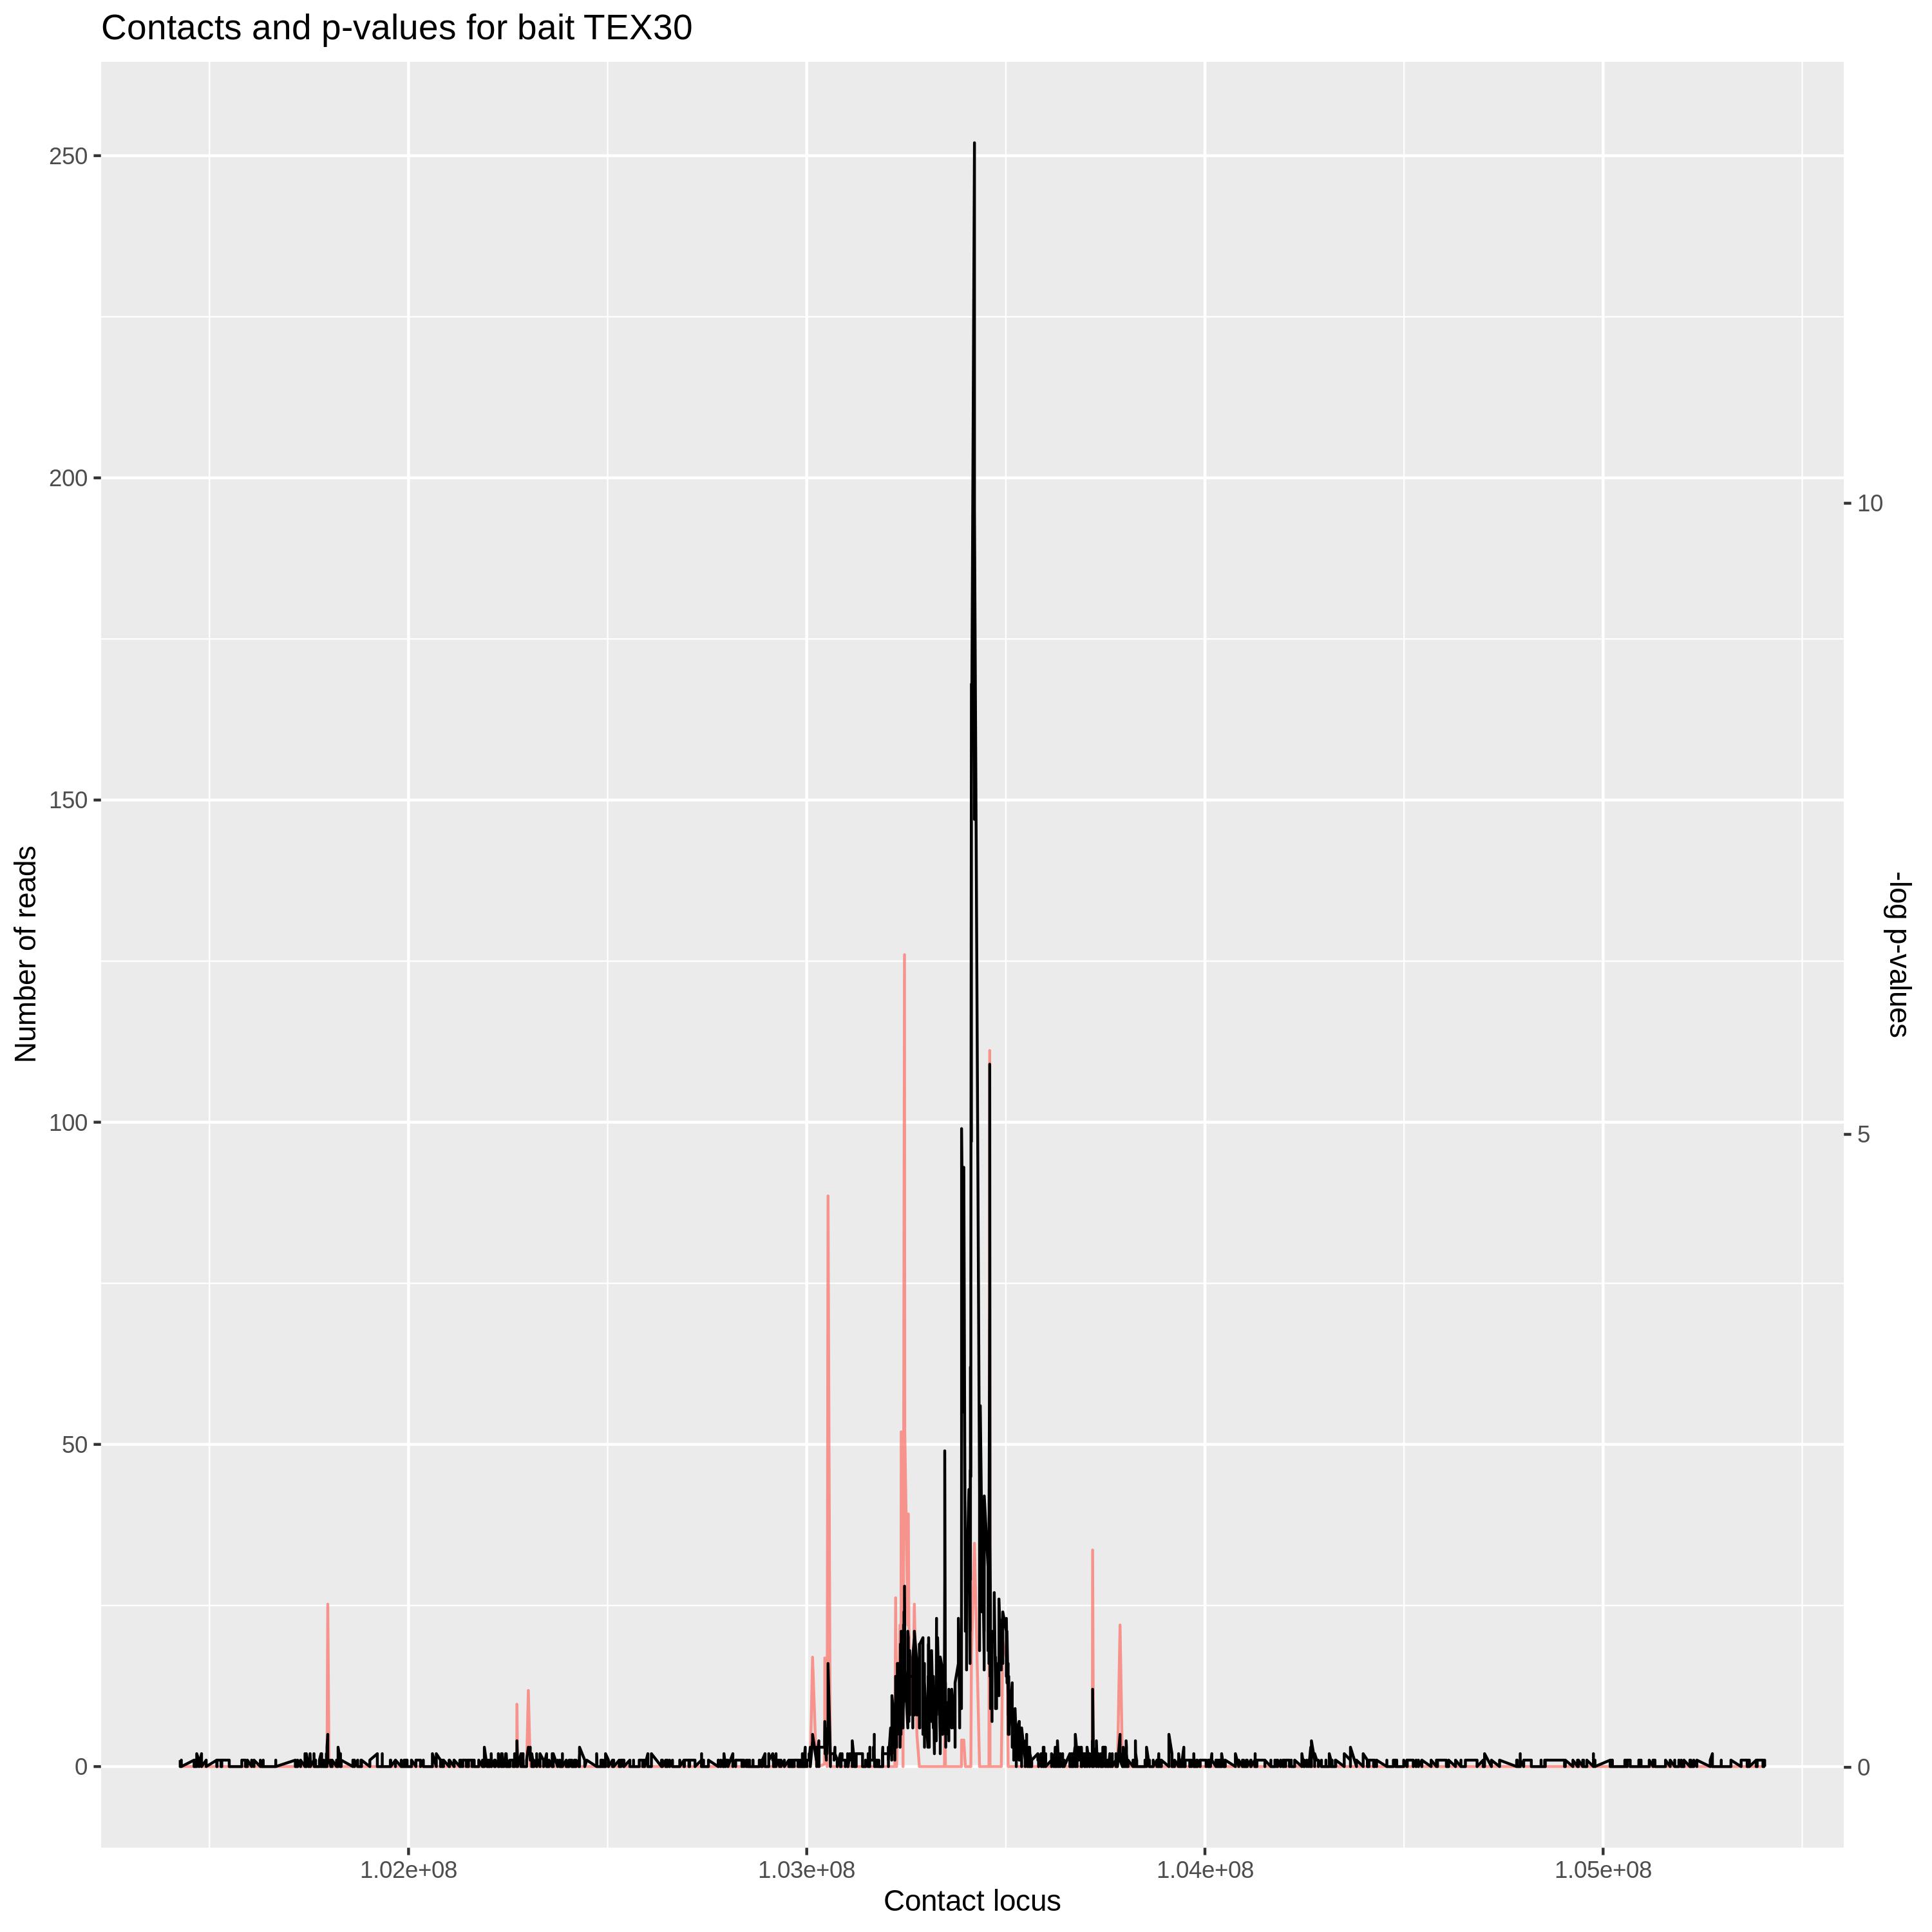 Contacts and p-values for bait TEX30
250
200
150
100
50
0
Number of reads
10
5
0
-log p-values
1.02e+08
1.03e+08
1.04e+08
1.05e+08
Contact locus